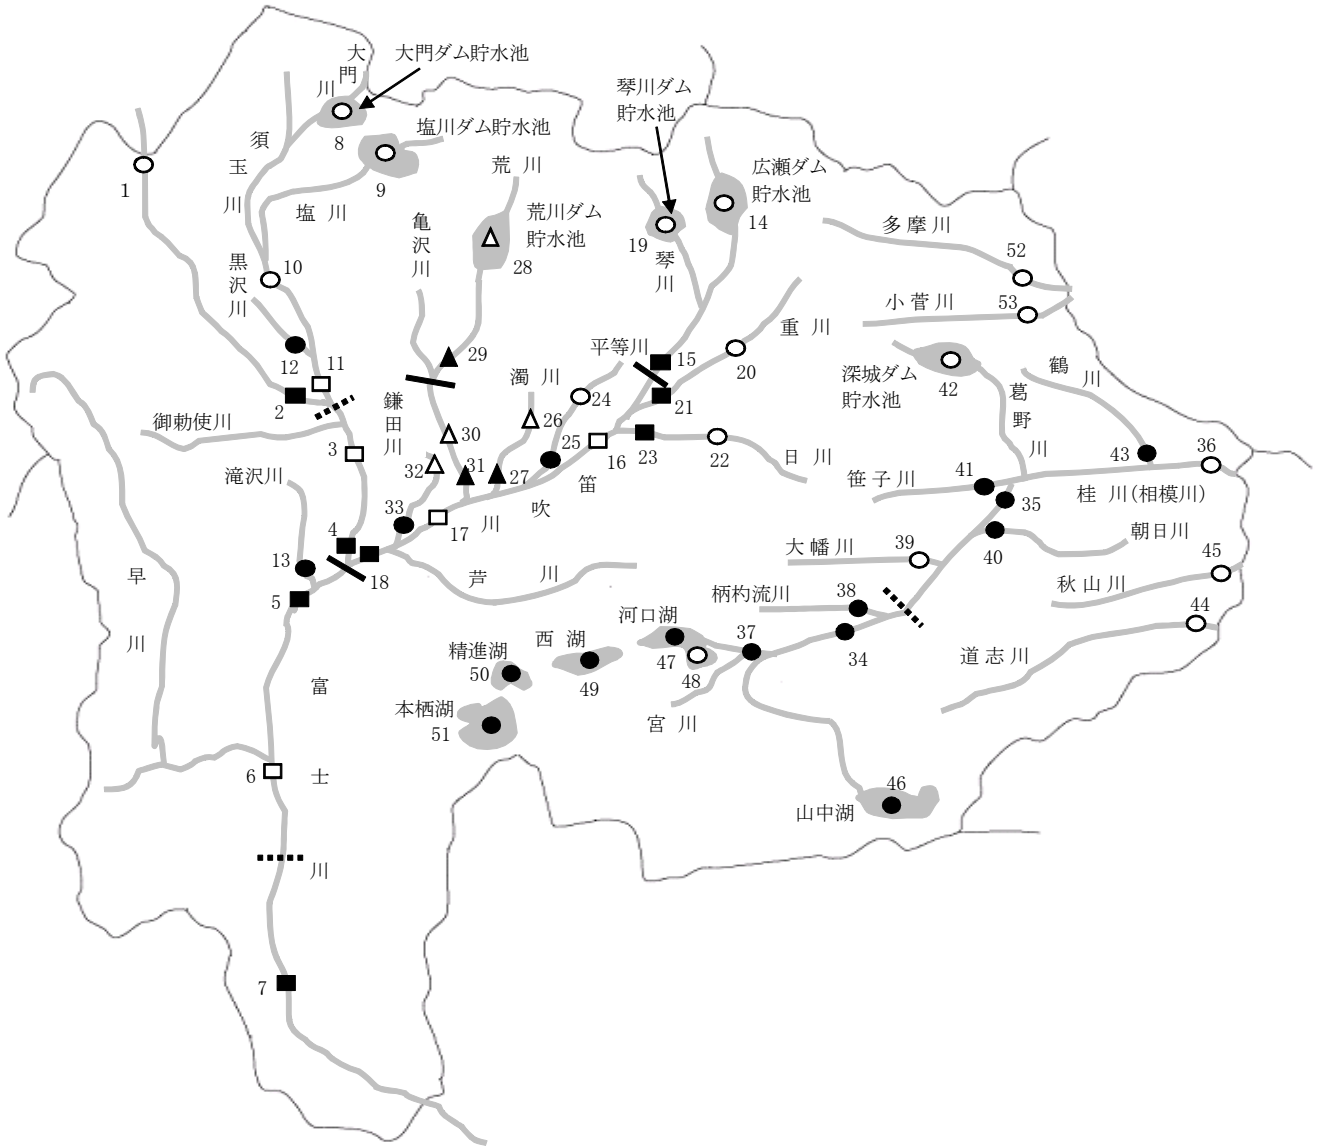 大門川
大門ダム貯水池
8
琴川ダム
貯水池
塩川ダム貯水池
9
須玉川
1
塩川
荒川
荒川ダム
貯水池
28
亀沢川
広瀬ダム
貯水池
14
19
琴川
多摩川
52
小菅川
53
10
黒沢川
12
11
2
29
平等川
15
重川
20
21
深城ダム
貯水池
42
葛野川
鶴川
御勅使川
3
鎌田川
濁川
24
26
30
25
16
23
22
日川
43
36
滝沢川
32
31
27
笛吹川
41
笹子川
35
桂川(相模川)
33
17
4
18
13
5
芦川
大幡川
39
40
朝日川
45
秋山川
早川
柄杓流川
38
44
河口湖
47
48
37
34
道志川
精進湖
50
西湖
49
本栖湖
51
宮川
富士川
6
46
山中湖
7